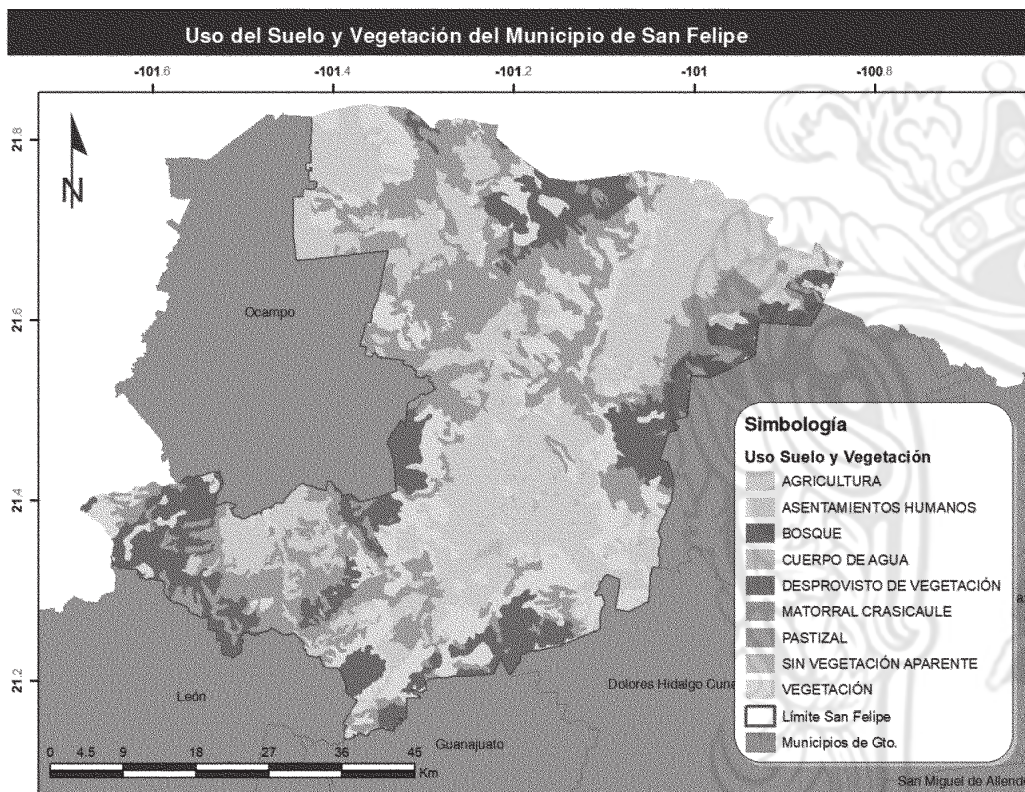 Uso del Suelo y Vegetación del Municipio de San Felipe
-101.6 -101.4 -101.2 -101 -100.8
21.8
N
21.6
Ocampo
Simbología
Uso Suelo y Vegetación
AGRICULTURA
21.4
ASENTAMIENTOS HUMANOS
BOSQUE
CUERPO DE AGUA
DESPROVISTO DE VEGETACIÓN
MATORRAL CRASICAULE
PASTIZAL
SIN VEGETACIÓN APARENTE
21.2
León
Dolores Hidalgo Cuna
VEGETACIÓN
Límite San Felipe
Guanajuato
Municipios de Gto.
0 4.5 9 18 27 36 45
Km
San Miguel de Allende